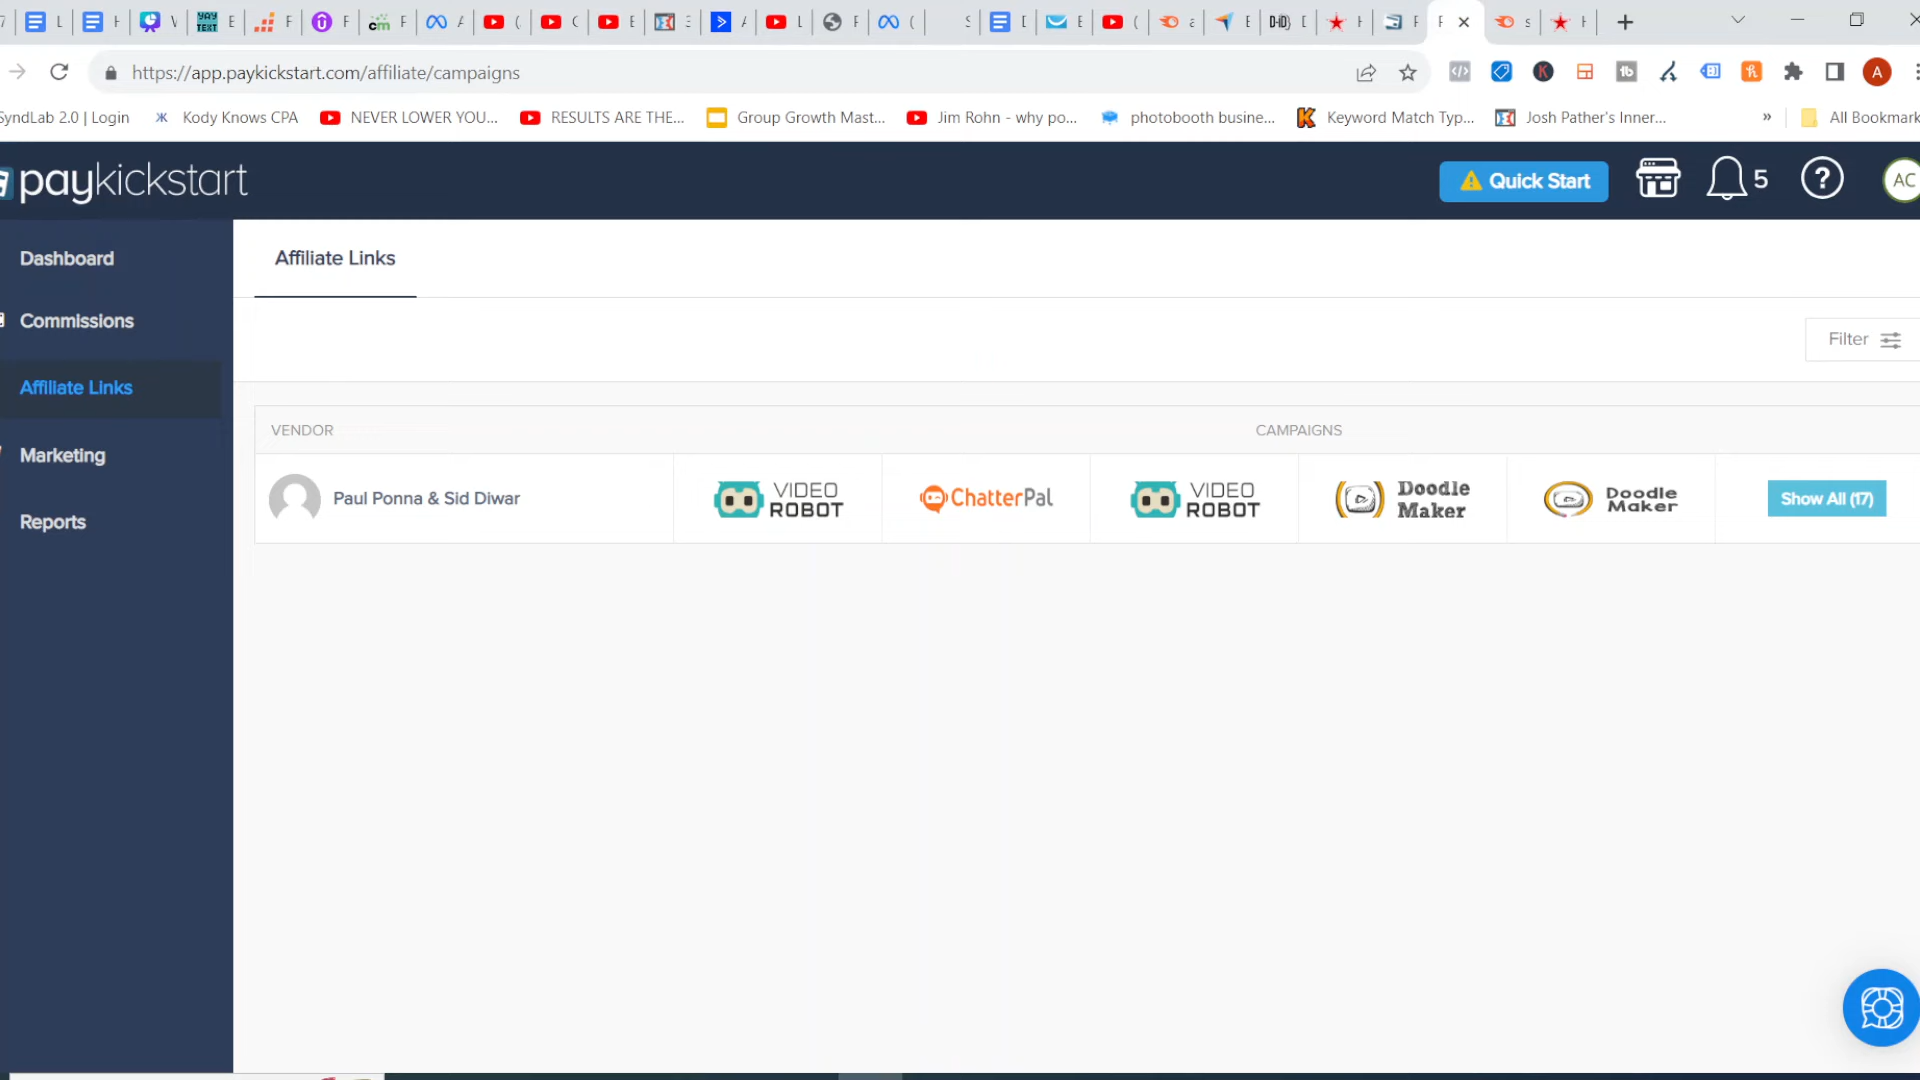 L H V E F F F A ( C E 3 A L F ( S D E ( a E D H F F s H
https://app.paykickstart.com/affiliate/campaigns
A
SyndLab 2.0 | Login Kody Knows CPA NEVER LOWER YOU... RESULTS ARE THE... Group Growth Mast... Jim Rohn - why po... photobooth busine... Keyword Match Typ... Josh Pather's Inner... » All Bookmark
paykickstart
Quick Start
5
?
AC
Dashboard
Commissions
Affiliate Links
Marketing
Reports
Affiliate Links
Filter
VENDOR CAMPAIGNS
Paul Ponna & Sid Diwar
VIDEO
ROBOT
ChatterPal
VIDEO
ROBOT
Doodle
Maker
Doodle
Maker
Show All (17)